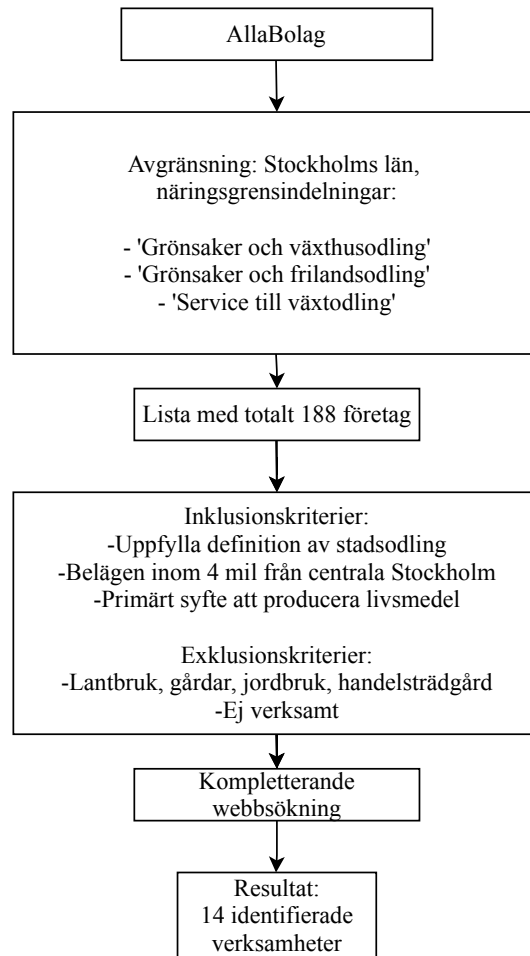 AllaBolag
Avgränsning: Stockholms län,
näringsgrensindelningar:
- 'Grönsaker och växthusodling'
- 'Grönsaker och frilandsodling'
- 'Service till växtodling'
Lista med totalt 188 företag
Inklusionskriterier:
-Uppfylla definition av stadsodling
-Belägen inom 4 mil från centrala Stockholm
-Primärt syfte att producera livsmedel
Exklusionskriterier:
-Lantbruk, gårdar, jordbruk, handelsträdgård
-Ej verksamt
Kompletterande
webbsökning
Resultat:
14 identifierade
verksamheter